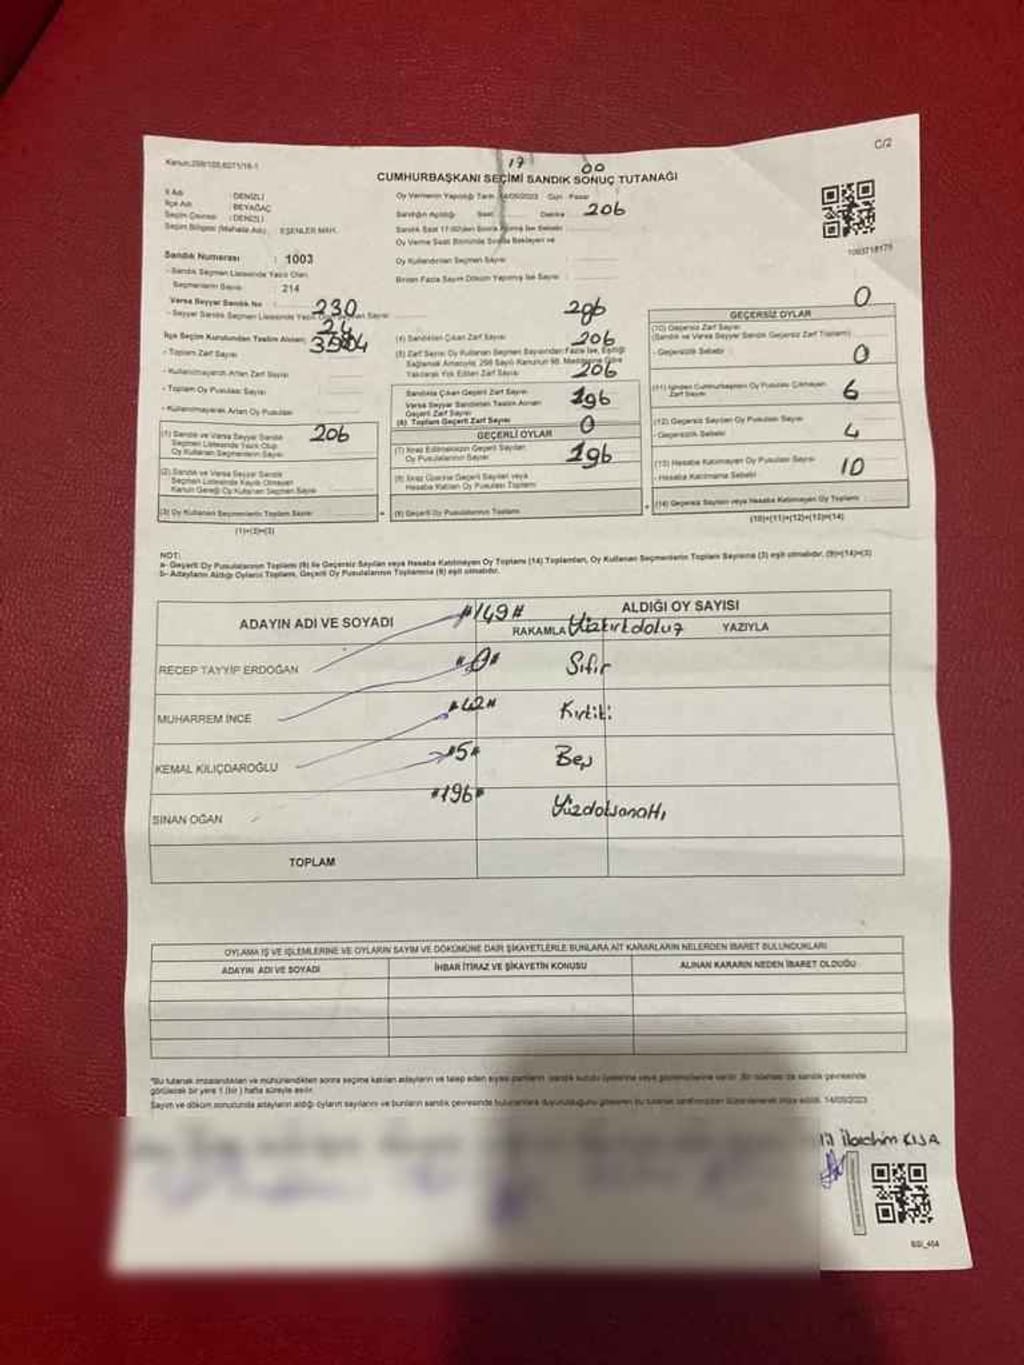 Kanun:298/105,6271/16-1
C/2
17 00
CUMHURBAŞKANI SEÇİMİ SANDIK SONUÇ TUTANAĞI
İl Adı : DENİZLİ
İlçe Adı : BEYAĞAÇ
Seçim Çevresi : DENİZLİ
Seçim Bölgesi (Mahalle Adı) : EŞENLER MAH.
Sandık Numarası : 1003
- Sandık Seçmen Listesinde Yazılı Olan
Seçmenlerin Sayısı : 214
Varsa Seyyar Sandık No
- Seyyar Sandık Seçmen Listesinde Yazılı Olan Seçmen Sayısı
230
İlçe Seçim Kurulundan Teslim Alınan
- Toplam Zarf Sayısı
- Kullanılmayarak Artan Zarf Sayısı
- Toplam Oy Pusulası Sayısı
- Kullanılmayarak Artan Oy Pusulası
(1) Sandık ve Varsa Seyyar Sandık
Seçmen Listesinde Yazılı Olup
Oy Kullanan Seçmenlerin Sayısı
206
(2) Sandık ve Varsa Seyyar Sandık
Seçmen Listesinde Kayıtlı Olmayan
Kanun Gereği Oy Kullanan Seçmen Sayısı
(3) Oy Kullanan Seçmenlerin Toplam Sayısı
(1)+(2)=(3)
Oy Vermenin Yapıldığı Tarih 14/05/2023 Gün : Pazar
Sandığın Açıldığı Saat Dakika
206
Sandık Saat 17:00'den Sonra Açılmış İse Sebebi
Oy Verme Saati Bitiminde Sırada Bekleyen ve
Oy Kullandırılan Seçmen Sayısı
Birden Fazla Sayım Döküm Yapılmış İse Sayısı
(4) Sandıktan Çıkan Zarf Sayısı
206
(5) Zarf Sayısı Oy Kullanan Seçmen Sayısından Fazla İse, Eşitliği
Sağlamak Amacıyla, 298 Sayılı Kanunun 98. Maddesine Göre
Yakılarak Yok Edilen Zarf Sayısı
206
Sandıkta Çıkan Geçerli Zarf Sayısı
Varsa Seyyar Sandıktan Teslim Alınan
Geçerli Zarf Sayısı
196
(6) Toplam Geçerli Zarf Sayısı
0
GEÇERLİ OYLAR
(7) İtiraz Edilmeksizin Geçerli Sayılan
Oy Pusulalarının Sayısı
196
(8) İtiraz Üzerine Geçerli Sayılan veya
Hesaba Katılan Oy Pusulası Toplamı
(9) Geçerli Oy Pusulalarının Toplamı
1003718175
0
GEÇERSİZ OYLAR
(10) Geçersiz Zarf Sayısı
(Sandık ve Varsa Seyyar Sandık Geçersiz Zarf Toplamı)
- Geçersizlik Sebebi
0
(11) İçinden Cumhurbaşkanı Oy Pusulası Çıkmayan
Zarf Sayısı
6
(12) Geçersiz Sayılan Oy Pusulası Sayısı
- Geçersizlik Sebebi
4
(13) Hesaba Katılmayan Oy Pusulası Sayısı
- Hesaba Katılmama Sebebi
10
(14) Geçersiz Sayılan veya Hesaba Katılmayan Oy Toplamı
(10)+(11)+(12)+(13)=(14)
NOT:
a- Geçerli Oy Pusulalarının Toplamı (9) ile Geçersiz Sayılan veya Hesaba Katılmayan Oy Toplamı (14) Toplamları, Oy Kullanan Seçmenlerin Toplam Sayısına (3) eşit olmalıdır. (9)+(14)=(3)
b- Adayların Aldığı Oyların Toplamı, Geçerli Oy Pusulalarının Toplamına (9) eşit olmalıdır.
ADAYIN ADI VE SOYADI
ALDIĞI OY SAYISI
RAKAMLA YAZIYLA
#149# Yüzkırkdokuz
RECEP TAYYİP ERDOĞAN
#0# Sıfır
MUHARREM İNCE
#42# Kırkiki
KEMAL KILIÇDAROĞLU
#5# Beş
SİNAN OĞAN
#196# Yüzdoksanaltı
TOPLAM
OYLAMA İŞ VE İŞLEMLERİNE VE OYLARIN SAYIM VE DÖKÜMÜNE DAİR ŞİKAYETLERLE BUNLARA AİT KARARLARIN NELERDEN İBARET BULUNDUKLARI
ADAYIN ADI VE SOYADI
İHBAR İTİRAZ VE ŞİKAYETİN KONUSU
ALINAN KARARIN NEDEN İBARET OLDUĞU
"Bu tutanak imzalandıktan ve mühürlendikten sonra seçime katılan adayların ve talep eden siyasi partilerin, sandık kurulu üyelerine veya gözlemcilerine verilir. Bir nüshası da sandık çevresinde
görülecek bir yere 1 (bir) hafta süreyle asılır.
Sayım ve döküm sonucunda adayların aldığı oyların sayılarını ve bunların sandık çevresinde bulunanlara duyurulduğunu gösteren bu tutanak tarafımızdan düzenlenerek imza edildi. 14/05/2023
İbrahim KISA
SSI_464